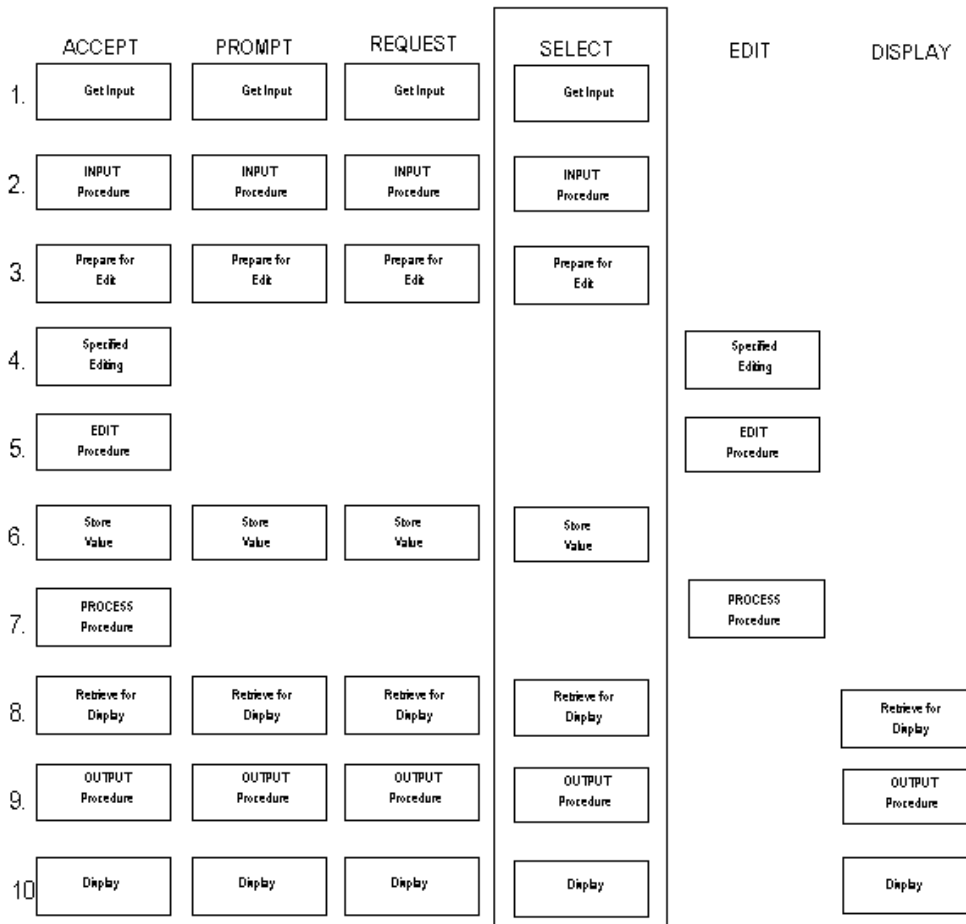 ACCEPT PROMPT REQUEST SELECT EDIT DISPLAY
1. Get Input Get Input Get Input Get Input
2. INPUT Procedure INPUT Procedure INPUT Procedure INPUT Procedure
3. Prepare for Edit Prepare for Edit Prepare for Edit Prepare for Edit
4. Specified Editing Specified Editing
5. EDIT Procedure EDIT Procedure
6. Store Value Store Value Store Value Store Value
7. PROCESS Procedure PROCESS Procedure
8. Retrieve for Display Retrieve for Display Retrieve for Display Retrieve for Display Retrieve for Display
9. OUTPUT Procedure OUTPUT Procedure OUTPUT Procedure OUTPUT Procedure OUTPUT Procedure
10 Display Display Display Display Display